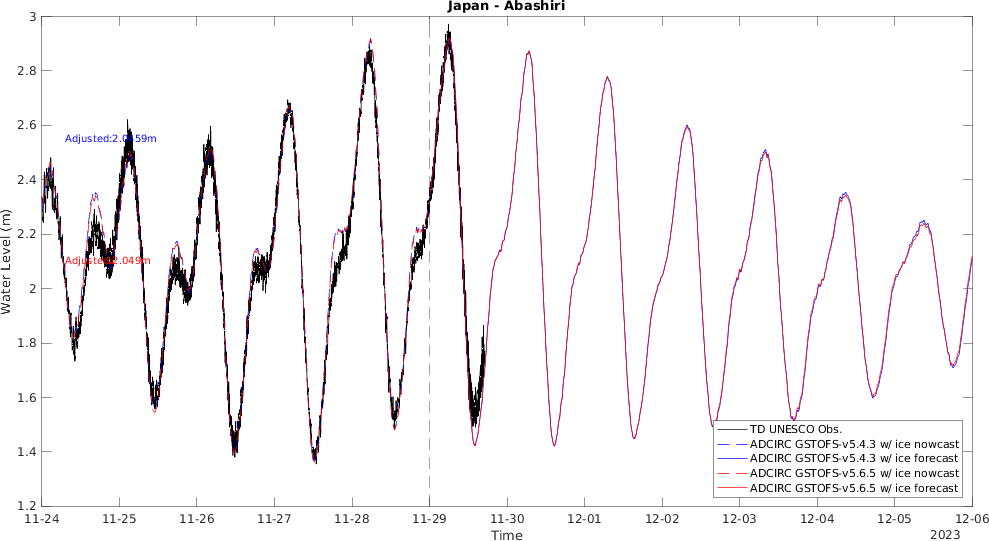 Japan - Abashiri
3
2.8
2.6
2.4
2.2
2
1.8
1.6
1.4
1.2
Water Level (m)
Adjusted:2.0459m
Adjusted:2.049m
TD UNESCO Obs.
ADCIRC GSTOFS-v5.4.3 w/ ice nowcast
ADCIRC GSTOFS-v5.4.3 w/ ice forecast
ADCIRC GSTOFS-v5.6.5 w/ ice nowcast
ADCIRC GSTOFS-v5.6.5 w/ ice forecast
11-24 11-25 11-26 11-27 11-28 11-29 11-30 12-01 12-02 12-03 12-04 12-05 12-06
Time
2023